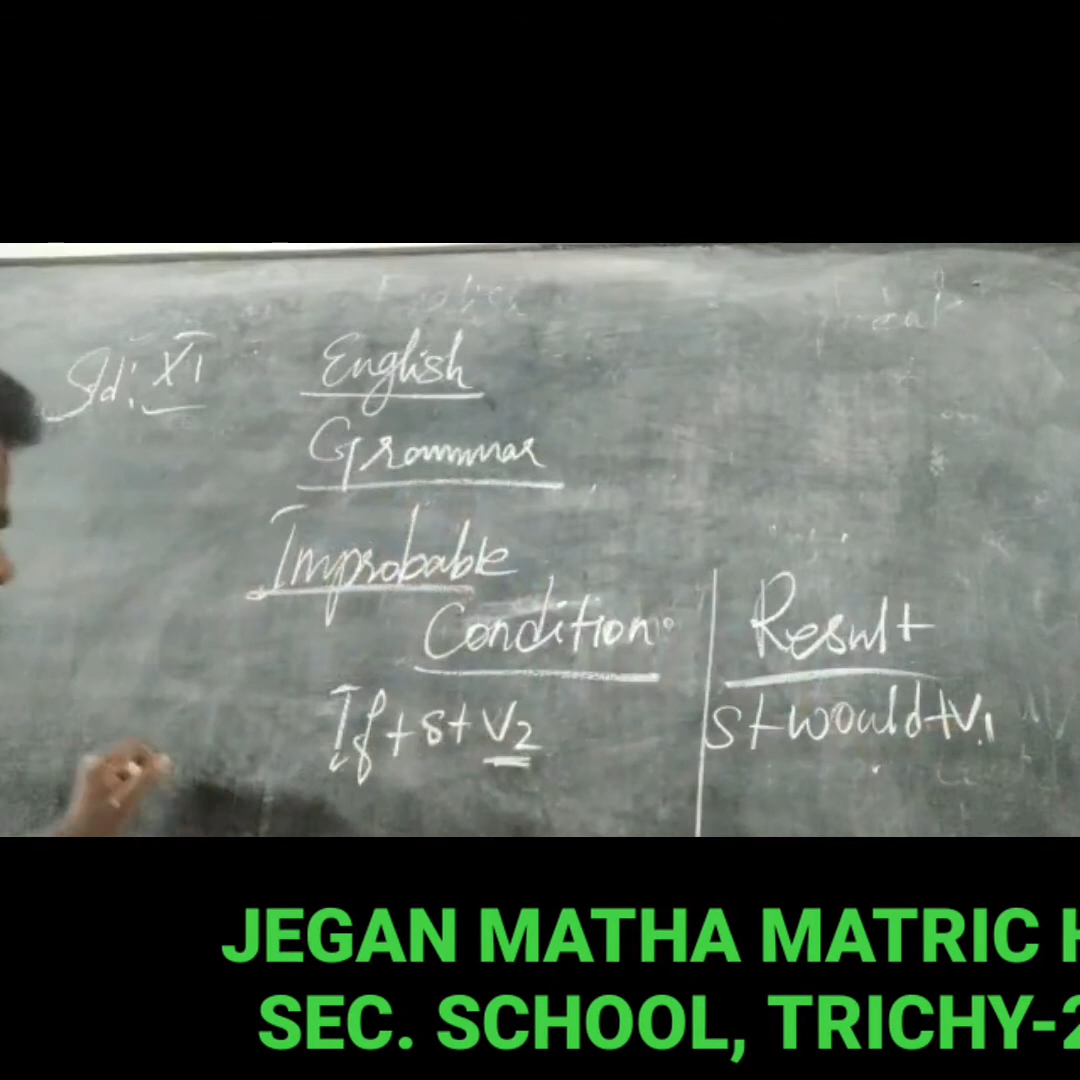 Std: XI
English
Grammar
Improbable
Condition
Result
If + s + V2
S + would + V1
JEGAN MATHA MATRIC H
SEC. SCHOOL, TRICHY-2